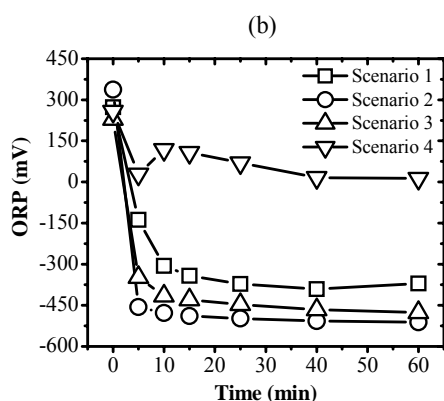 (b)
450
300
150
0
-150
-300
-450
-600
ORP (mV)
Scenario 1
Scenario 2
Scenario 3
Scenario 4
0 10 20 30 40 50 60
Time (min)